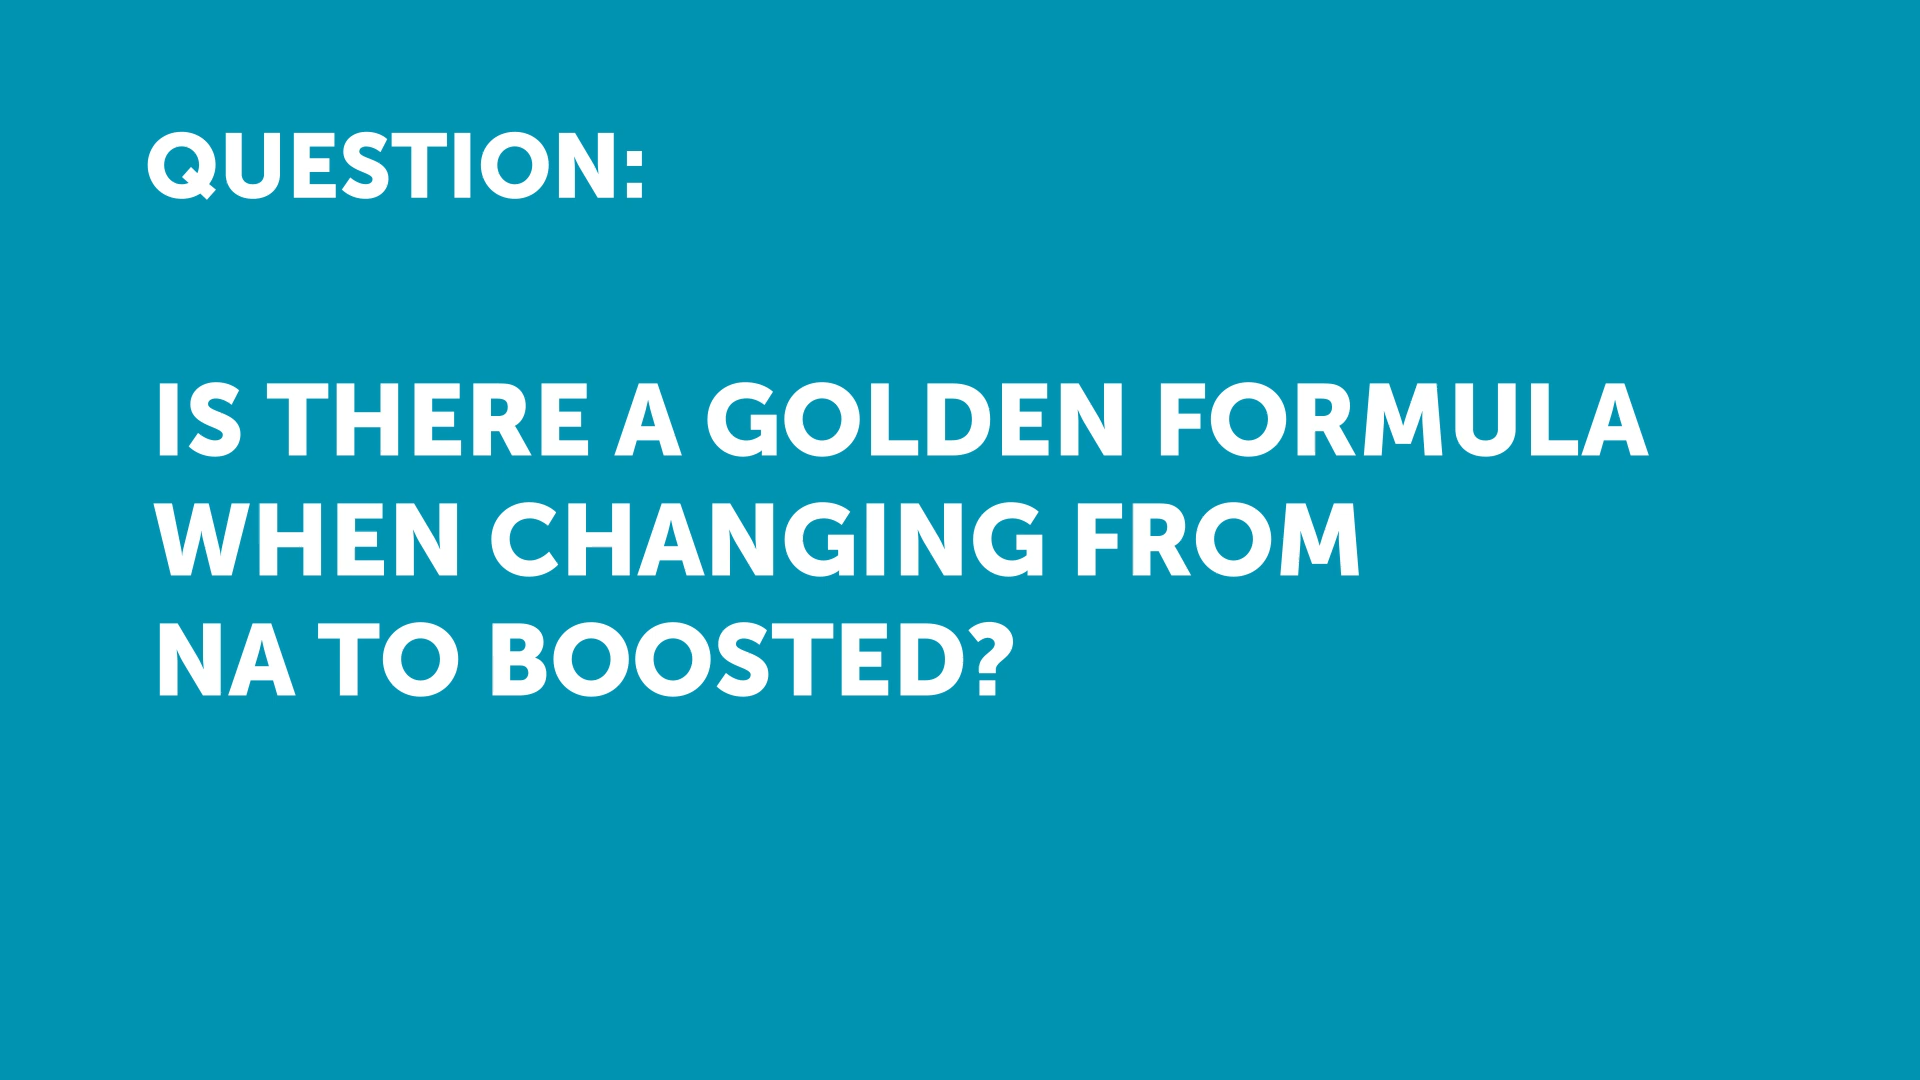 QUESTION:
IS THERE A GOLDEN FORMULA
WHEN CHANGING FROM
NA TO BOOSTED?